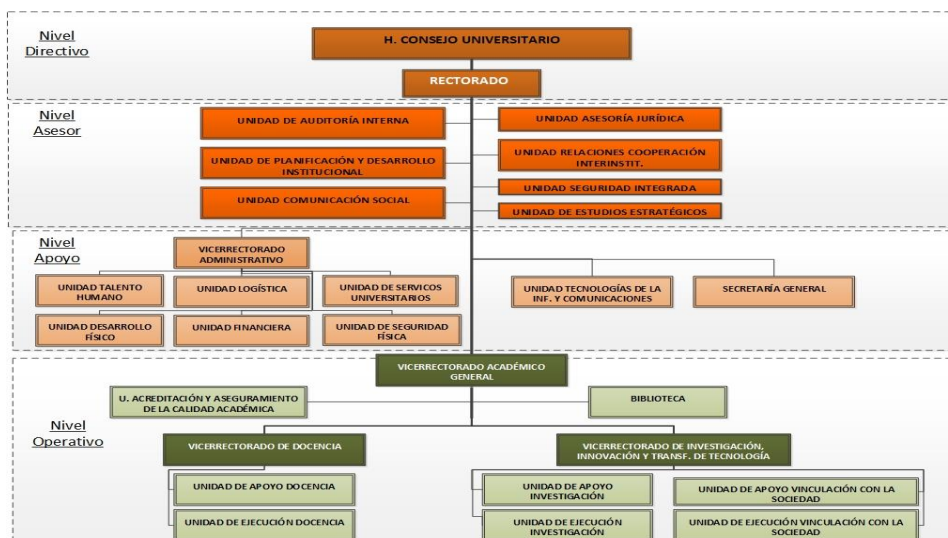 Nivel
Directivo
H. CONSEJO UNIVERSITARIO
RECTORADO
Nivel
Asesor
UNIDAD DE AUDITORÍA INTERNA
UNIDAD ASESORÍA JURÍDICA
UNIDAD DE PLANIFICACIÓN Y DESARROLLO
INSTITUCIONAL
UNIDAD RELACIONES COOPERACIÓN
INTERINSTIT.
UNIDAD COMUNICACIÓN SOCIAL
UNIDAD SEGURIDAD INTEGRADA
UNIDAD DE ESTUDIOS ESTRATÉGICOS
Nivel
Apoyo
VICERRECTORADO
ADMINISTRATIVO
UNIDAD TALENTO
HUMANO
UNIDAD LOGÍSTICA
UNIDAD DE SERVICIOS
UNIVERSITARIOS
UNIDAD TECNOLOGÍAS DE LA
INF. Y COMUNICACIONES
SECRETARÍA GENERAL
UNIDAD DESARROLLO
FÍSICO
UNIDAD FINANCIERA
UNIDAD DE SEGURIDAD
FÍSICA
VICERRECTORADO ACADÉMICO
GENERAL
U. ACREDITACIÓN Y ASEGURAMIENTO
DE LA CALIDAD ACADÉMICA
BIBLIOTECA
Nivel
Operativo
VICERRECTORADO DE DOCENCIA
VICERRECTORADO DE INVESTIGACIÓN,
INNOVACIÓN Y TRANSF. DE TECNOLOGÍA
UNIDAD DE APOYO DOCENCIA
UNIDAD DE APOYO
INVESTIGACIÓN
UNIDAD DE APOYO VINCULACIÓN CON LA
SOCIEDAD
UNIDAD DE EJECUCIÓN DOCENCIA
UNIDAD DE EJECUCIÓN
INVESTIGACIÓN
UNIDAD DE EJECUCIÓN VINCULACIÓN CON LA
SOCIEDAD